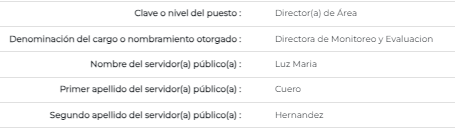 Clave o nivel del puesto : Director(a) de Área
Denominación del cargo o nombramiento otorgado : Directora de Monitoreo y Evaluacion
Nombre del servidor(a) público(a) : Luz Maria
Primer apellido del servidor(a) público(a) : Cuero
Segundo apellido del servidor(a) público(a) : Hernandez